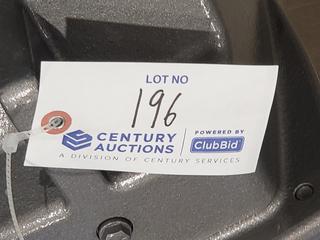 LOT NO
196
CENTURY AUCTIONS
POWERED BY
ClubBid
A DIVISION OF CENTURY SERVICES